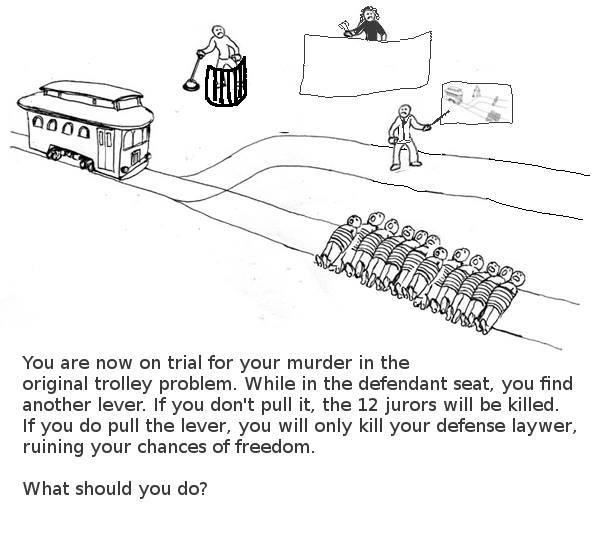 You are now on trial for your murder in the
original trolley problem. While in the defendant seat, you find
another lever. If you don't pull it, the 12 jurors will be killed.
If you do pull the lever, you will only kill your defense laywer,
ruining your chances of freedom.
What should you do?